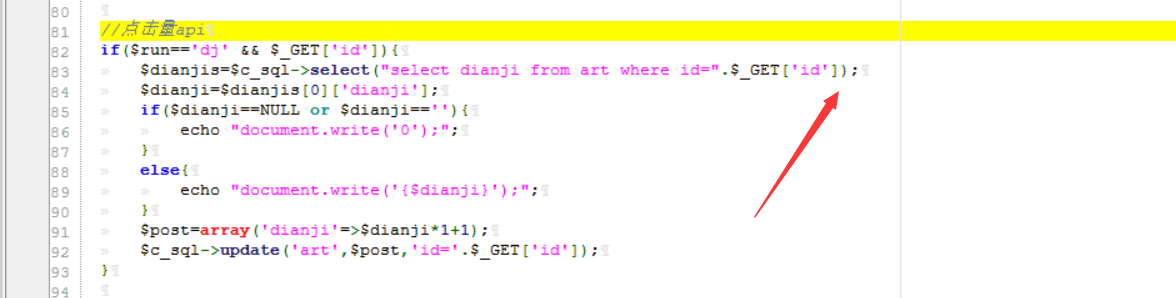 80
81 //点击量api
82 if($run=='dj' && $_GET['id']){
83 $dianjis=$c_sql->select("select dianji from art where id=".$_GET['id']);
84 $dianji=$dianjis[0]['dianji'];
85 if($dianji==NULL or $dianji==''){
86 echo "document.write('0');";
87 }
88 else{
89 echo "document.write('{$dianji}');";
90 }
91 $post=array('dianji'=>$dianji*1+1);
92 $c_sql->update('art',$post,'id='.$_GET['id']);
93 }
94